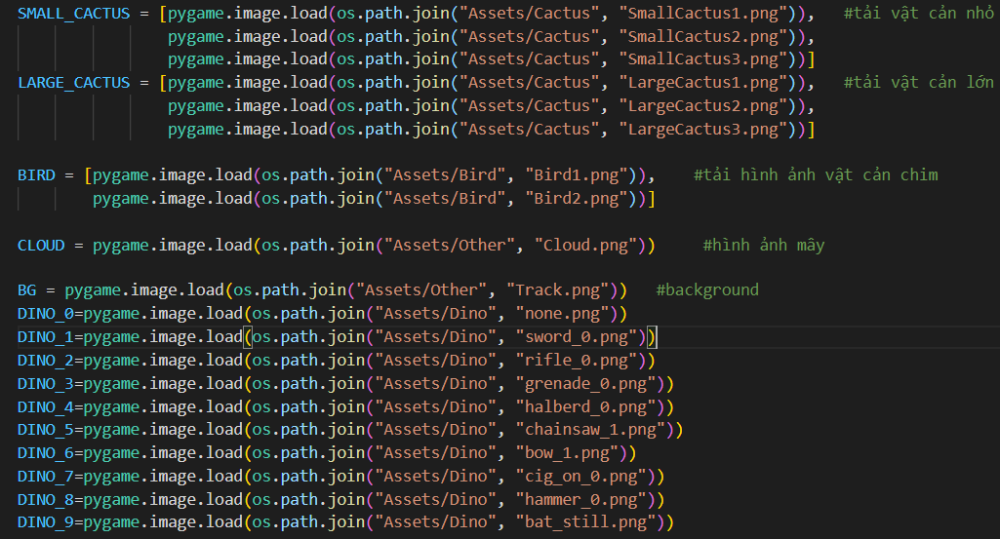 SMALL_CACTUS = [pygame.image.load(os.path.join("Assets/Cactus", "SmallCactus1.png")),   #tải vật cản nhỏ
                pygame.image.load(os.path.join("Assets/Cactus", "SmallCactus2.png")),
                pygame.image.load(os.path.join("Assets/Cactus", "SmallCactus3.png"))]
LARGE_CACTUS = [pygame.image.load(os.path.join("Assets/Cactus", "LargeCactus1.png")),   #tải vật cản lớn
                pygame.image.load(os.path.join("Assets/Cactus", "LargeCactus2.png")),
                pygame.image.load(os.path.join("Assets/Cactus", "LargeCactus3.png"))]

BIRD = [pygame.image.load(os.path.join("Assets/Bird", "Bird1.png")),    #tải hình ảnh vật cản chim
        pygame.image.load(os.path.join("Assets/Bird", "Bird2.png"))]

CLOUD = pygame.image.load(os.path.join("Assets/Other", "Cloud.png"))     #hình ảnh mây

BG = pygame.image.load(os.path.join("Assets/Other", "Track.png"))   #background
DINO_0=pygame.image.load(os.path.join("Assets/Dino", "none.png"))
DINO_1=pygame.image.load(os.path.join("Assets/Dino", "sword_0.png"))
DINO_2=pygame.image.load(os.path.join("Assets/Dino", "rifle_0.png"))
DINO_3=pygame.image.load(os.path.join("Assets/Dino", "grenade_0.png"))
DINO_4=pygame.image.load(os.path.join("Assets/Dino", "halberd_0.png"))
DINO_5=pygame.image.load(os.path.join("Assets/Dino", "chainsaw_1.png"))
DINO_6=pygame.image.load(os.path.join("Assets/Dino", "bow_1.png"))
DINO_7=pygame.image.load(os.path.join("Assets/Dino", "cig_on_0.png"))
DINO_8=pygame.image.load(os.path.join("Assets/Dino", "hammer_0.png"))
DINO_9=pygame.image.load(os.path.join("Assets/Dino", "bat_still.png"))